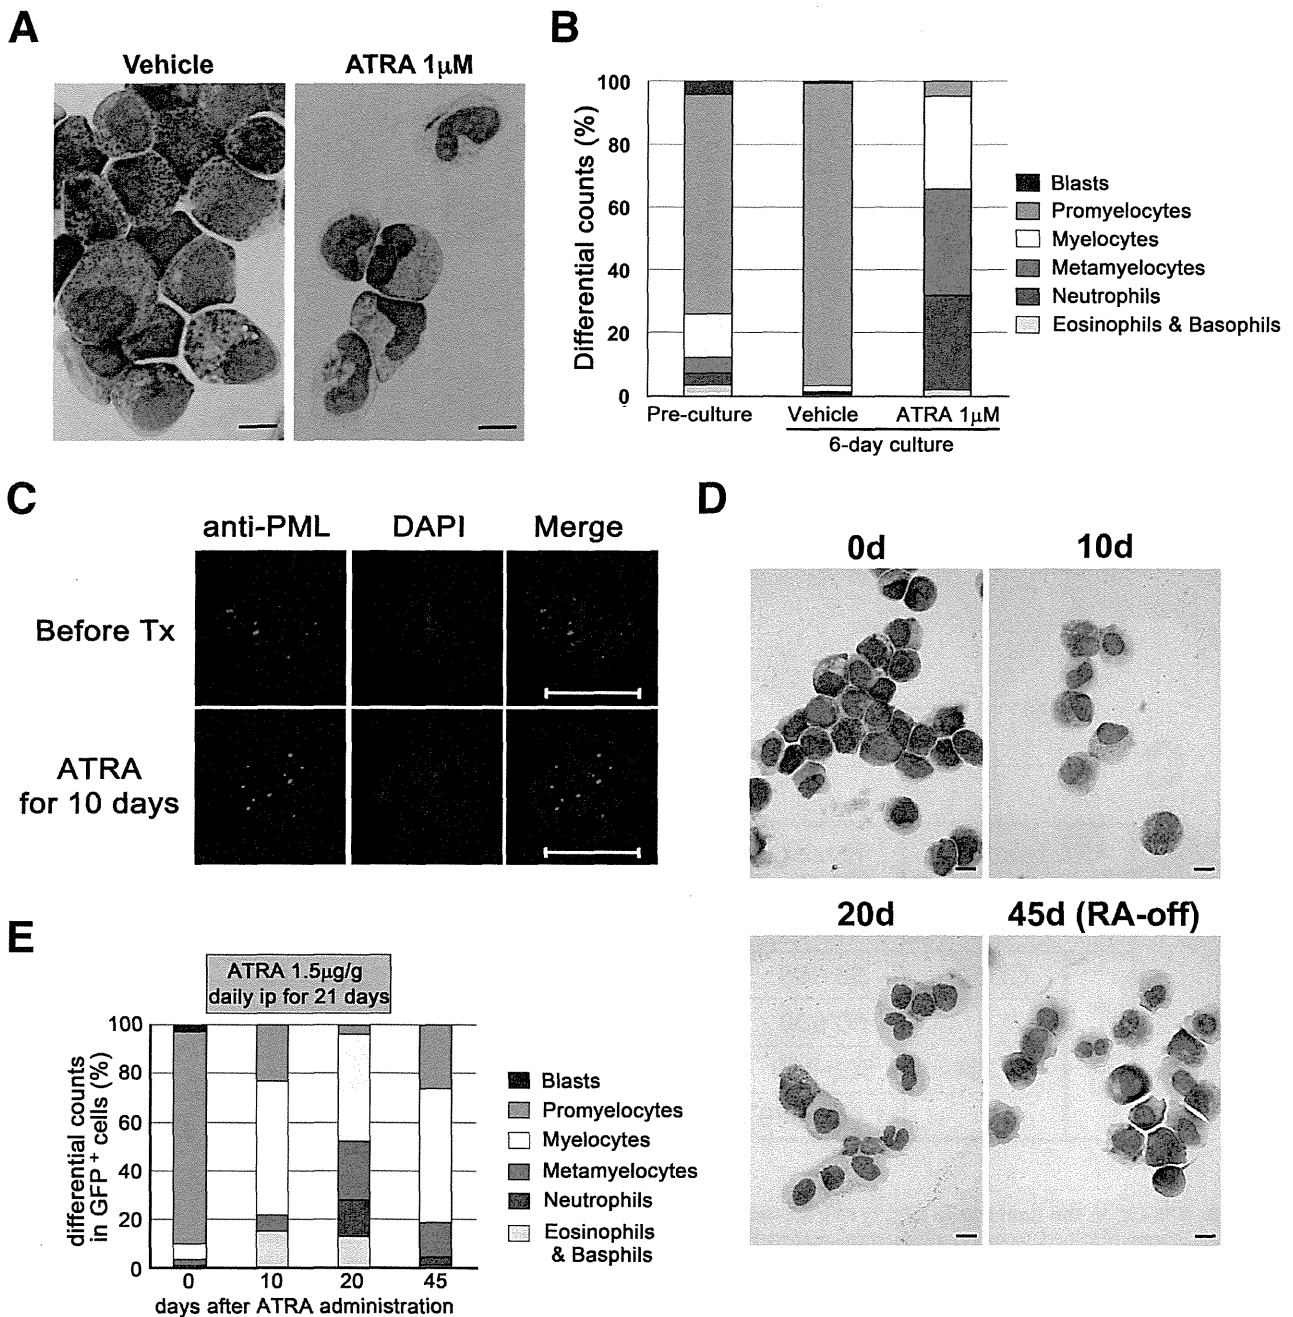 A
Vehicle
ATRA 1μM
B
Differential counts (%)
100
80
60
40
20
0
Pre-culture
Vehicle
ATRA 1μM
6-day culture
Blasts
Promyelocytes
Myelocytes
Metamyelocytes
Neutrophils
Eosinophils & Basophils
C
anti-PML
DAPI
Merge
Before Tx
ATRA
for 10 days
D
0d
10d
20d
45d (RA-off)
E
ATRA 1.5μg/g
daily ip for 21 days
differential counts
in GFP⁺ cells (%)
100
80
60
40
20
0
0
10
20
45
days after ATRA administration
Blasts
Promyelocytes
Myelocytes
Metamyelocytes
Neutrophils
Eosinophils
& Basphils